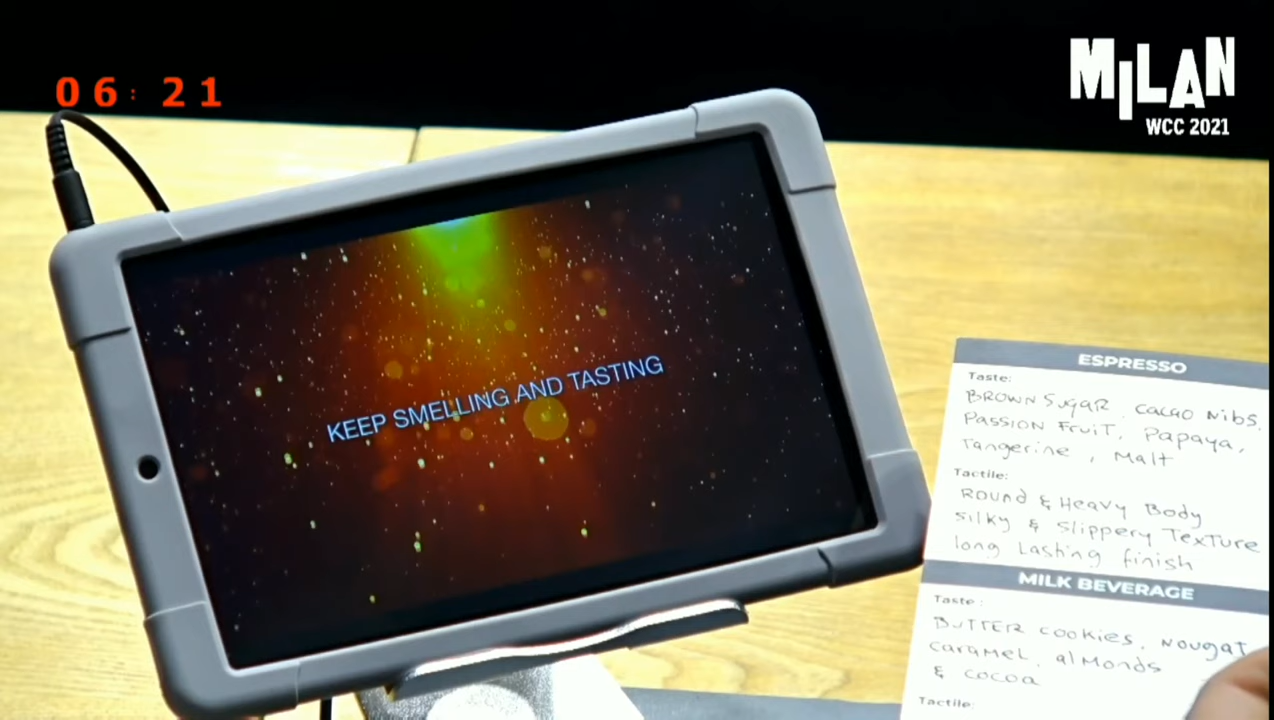 06:21
MILAN
WCC 2021
KEEP SMELLING AND TASTING
ESPRESSO
Taste:
BROWN SUGAR, CACAO NIBS,
PASSION FRUIT, PAPAYA,
Tangerine, Malt
Tactile:
ROUND & HEAVY BODY
Silky & Slippery TEXTURE
long Lasting finish
MILK BEVERAGE
Taste:
BUTTER COOKIES, NOUGAT
CARAMEL, alMONDS
& COCOA
Tactile: